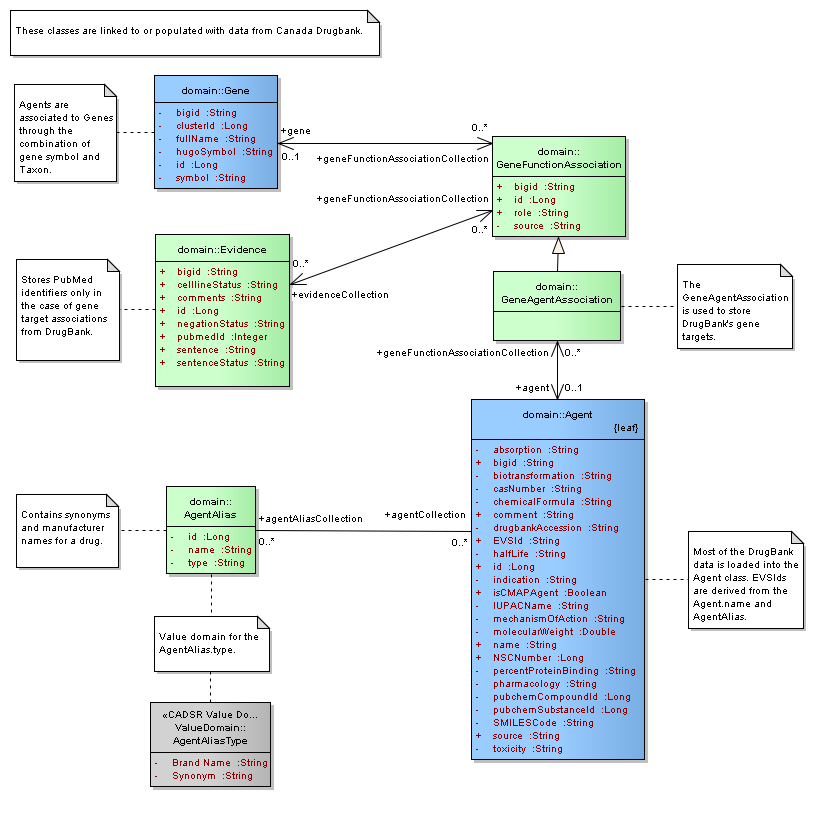 These classes are linked to or populated with data from Canada Drugbank.
Agents are
associated to Genes
through the
combination of
gene symbol and
Taxon.
domain::Gene
- bigid :String
- clusterId :Long
- fullName :String
- hugoSymbol :String
- id :Long
- symbol :String
+gene
0..1
0..*
+geneFunctionAssociationCollection
domain::
GeneFunctionAssociation
+ bigid :String
+ id :Long
+ role :String
- source :String
+geneFunctionAssociationCollection
0..*
0..*
+evidenceCollection
Stores PubMed
identifiers only in
the case of gene
target associations
from DrugBank.
domain::Evidence
+ bigid :String
+ celllineStatus :String
+ comments :String
+ id :Long
+ negationStatus :String
+ pubmedId :Integer
+ sentence :String
+ sentenceStatus :String
domain::
GeneAgentAssociation
The
GeneAgentAssociation
is used to store
DrugBank's gene
targets.
+geneFunctionAssociationCollection
0..*
+agent
0..1
domain::Agent
{leaf}
- absorption :String
+ bigid :String
- biotransformation :String
- casNumber :String
- chemicalFormula :String
+ comment :String
- drugbankAccession :String
+ EVSId :String
- halfLife :String
+ id :Long
- indication :String
+ isCMAPAgent :Boolean
- IUPACName :String
- mechanismOfAction :String
- molecularWeight :Double
+ name :String
+ NSCNumber :Long
- percentProteinBinding :String
- pharmacology :String
- pubchemCompoundId :Long
- pubchemSubstanceId :Long
- SMILESCode :String
+ source :String
- toxicity :String
Contains synonyms
and manufacturer
names for a drug.
domain::
AgentAlias
- id :Long
- name :String
- type :String
+agentAliasCollection
0..*
+agentCollection
0..*
Most of the DrugBank
data is loaded into the
Agent class. EVSIds
are derived from the
Agent.name and
AgentAlias.
Value domain for the
AgentAlias.type.
«CADSR Value Do...
ValueDomain::
AgentAliasType
- Brand Name :String
- Synonym :String